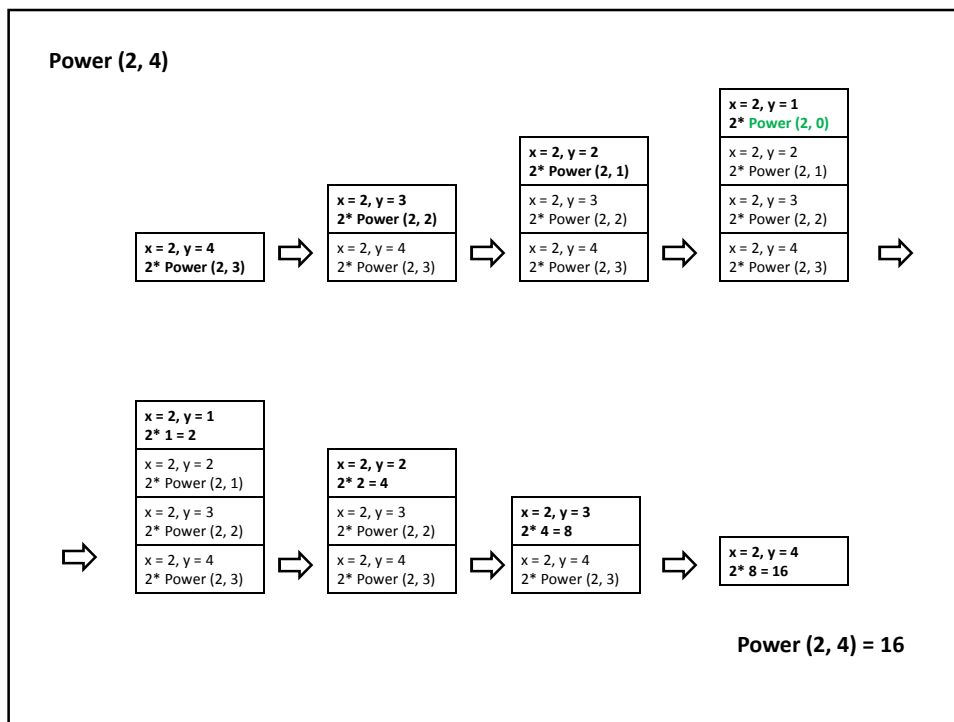 Power (2, 4)
x = 2, y = 4
2* Power (2, 3)
x = 2, y = 3
2* Power (2, 2)
x = 2, y = 4
2* Power (2, 3)
x = 2, y = 2
2* Power (2, 1)
x = 2, y = 3
2* Power (2, 2)
x = 2, y = 4
2* Power (2, 3)
x = 2, y = 1
2* Power (2, 0)
x = 2, y = 2
2* Power (2, 1)
x = 2, y = 3
2* Power (2, 2)
x = 2, y = 4
2* Power (2, 3)
x = 2, y = 1
2* 1 = 2
x = 2, y = 2
2* Power (2, 1)
x = 2, y = 3
2* Power (2, 2)
x = 2, y = 4
2* Power (2, 3)
x = 2, y = 2
2* 2 = 4
x = 2, y = 3
2* Power (2, 2)
x = 2, y = 4
2* Power (2, 3)
x = 2, y = 3
2* 4 = 8
x = 2, y = 4
2* Power (2, 3)
x = 2, y = 4
2* 8 = 16
Power (2, 4) = 16